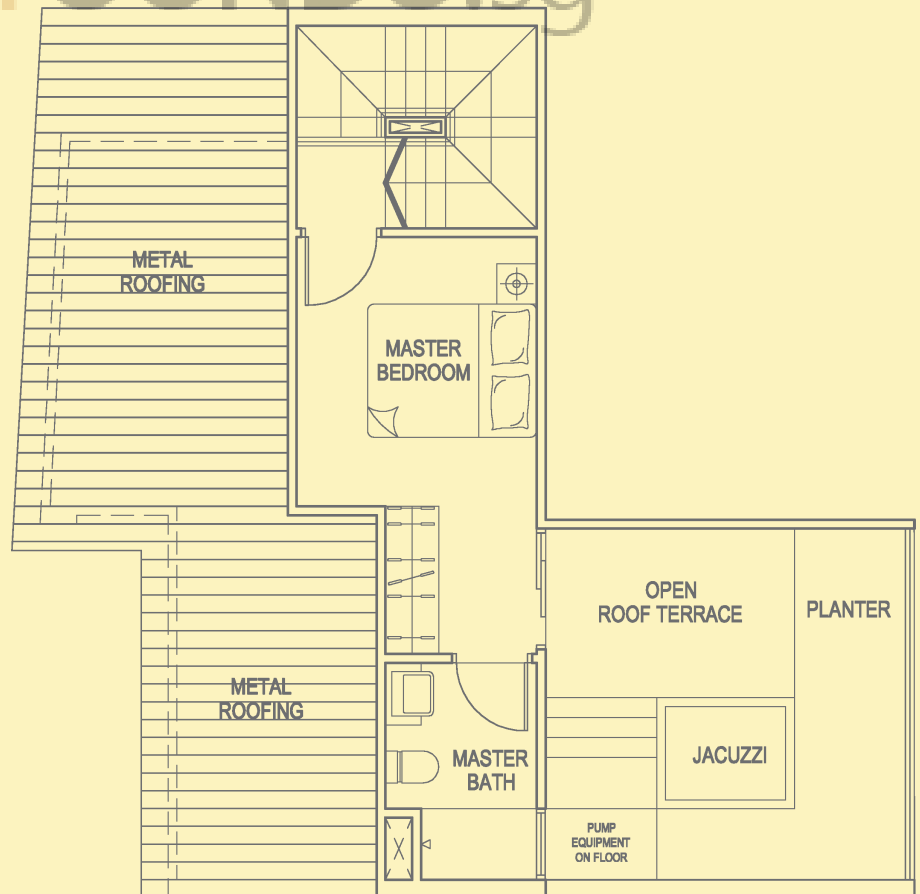 METAL
ROOFING
MASTER
BEDROOM
OPEN
ROOF TERRACE
PLANTER
METAL
ROOFING
MASTER
BATH
JACUZZI
PUMP
EQUIPMENT
ON FLOOR